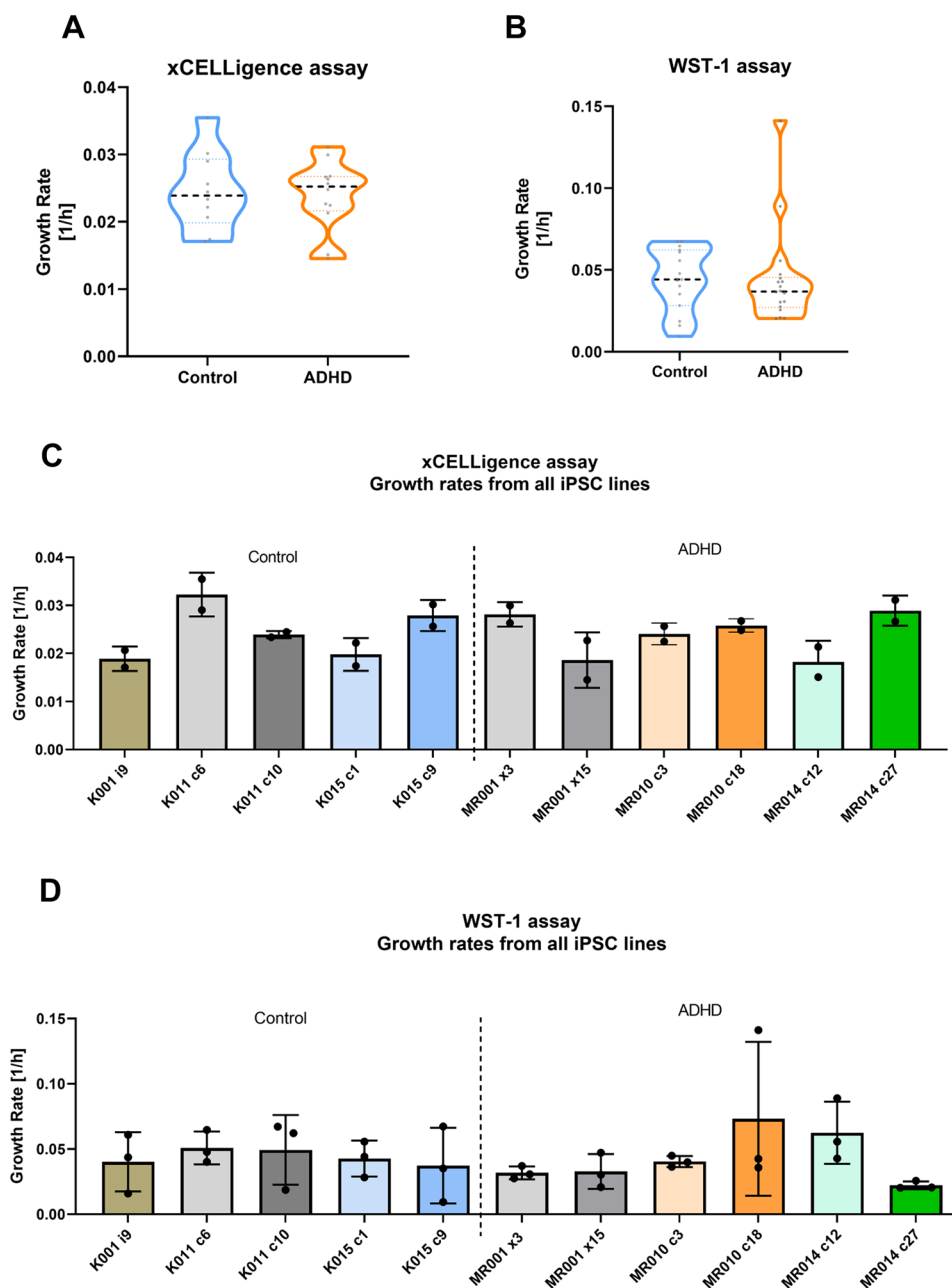 A
xCELLigence assay
Growth Rate
[1/h]
0.04
0.03
0.02
0.01
0.00
Control
ADHD
B
WST-1 assay
Growth Rate
[1/h]
0.15
0.10
0.05
0.00
Control
ADHD
C
xCELLigence assay
Growth rates from all iPSC lines
Control
ADHD
Growth Rate [1/h]
0.04
0.03
0.02
0.01
0.00
K001 i9
K011 c6
K011 c10
K015 c1
K015 c9
MR001 x3
MR001 x15
MR010 c3
MR010 c18
MR014 c12
MR014 c27
D
WST-1 assay
Growth rates from all iPSC lines
Control
ADHD
Growth Rate [1/h]
0.15
0.10
0.05
0.00
K001 i9
K011 c6
K011 c10
K015 c1
K015 c9
MR001 x3
MR001 x15
MR010 c3
MR010 c18
MR014 c12
MR014 c27